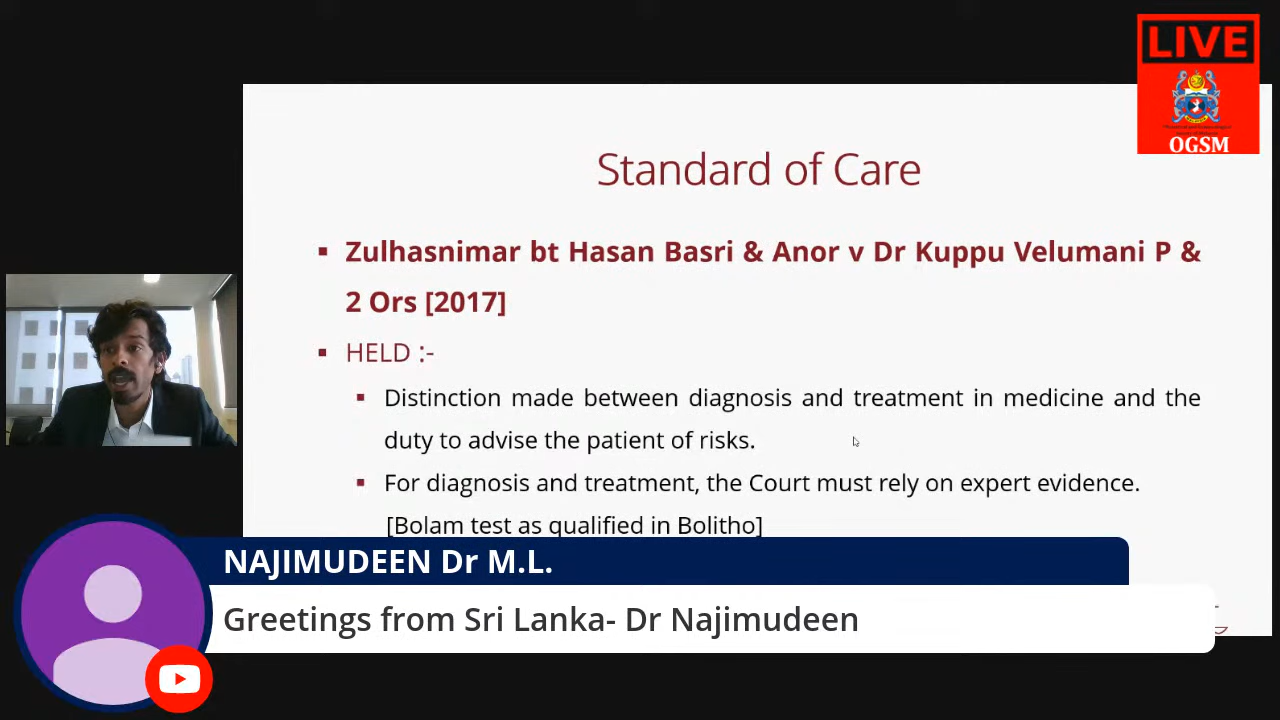 LIVE
OGSM
Standard of Care
Zulhasnimar bt Hasan Basri & Anor v Dr Kuppu Velumani P &
2 Ors [2017]
HELD :-
Distinction made between diagnosis and treatment in medicine and the
duty to advise the patient of risks.
For diagnosis and treatment, the Court must rely on expert evidence.
[Bolam test as qualified in Bolitho]
NAJIMUDEEN Dr M.L.
Greetings from Sri Lanka- Dr Najimudeen